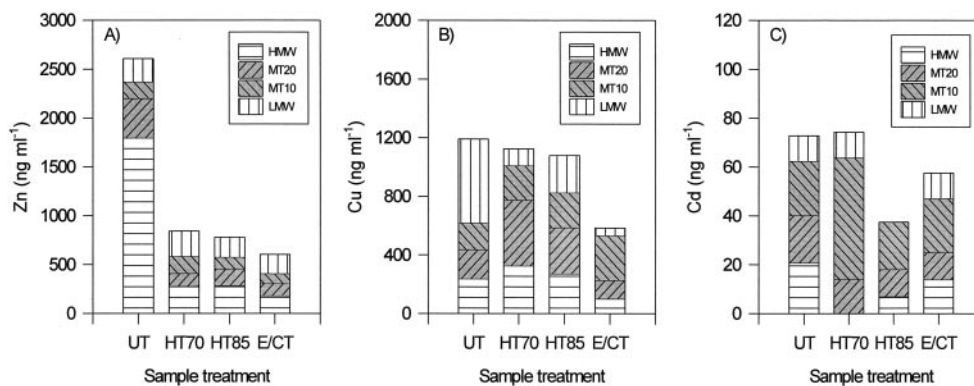 A)
HMW
MT20
MT10
LMW
3000
2500
2000
1500
1000
500
0
Zn (ng ml⁻¹)
UT HT70 HT85 E/CT
Sample treatment
B)
HMW
MT20
MT10
LMW
2000
1600
1200
800
400
0
Cu (ng ml⁻¹)
UT HT70 HT85 E/CT
Sample treatment
C)
HMW
MT20
MT10
LMW
120
100
80
60
40
20
0
Cd (ng ml⁻¹)
UT HT70 HT85 E/CT
Sample treatment